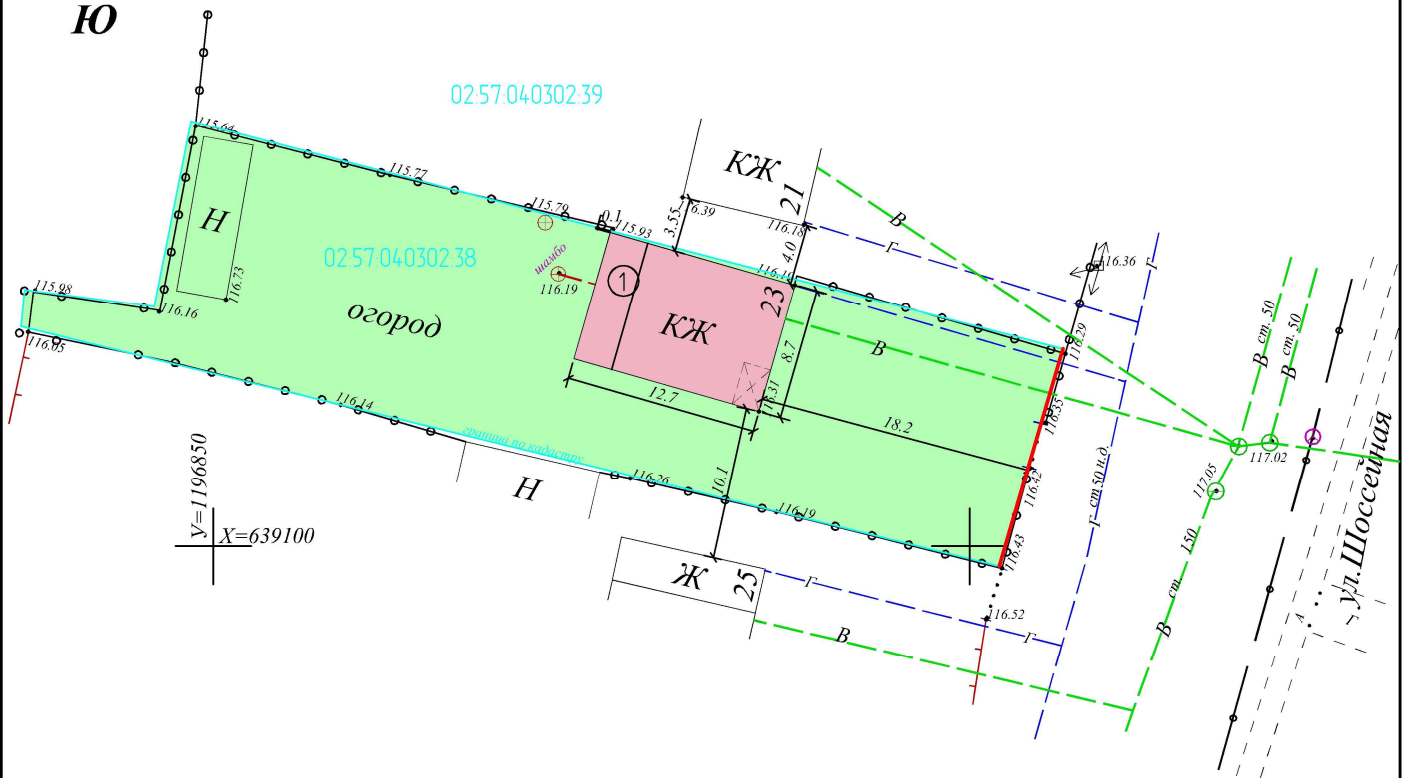 Ю
02:57:040302:39
115.64
КЖ
115.77
21
115.79
0.1
115.93
3.55
116.39
116.18
В
Г
Н
02:57:040302:38
шамбо
116.19
1
4.0
23
116.36
Г
116.73
115.98
116.16
огород
КЖ
8.7
В
116.29
В ст. 50
В ст. 50
116.05
116.14
12.7
116.31
Х
18.2
116.35
граница по кадастру
116.26
10.1
116.19
116.42
Г ст.50 н.д.
117.02
117.05
У=1196850
Х=639100
Н
116.43
Ж
25
Г
116.52
В
Г
В ст. 150
ул.Шоссейная
А
Г